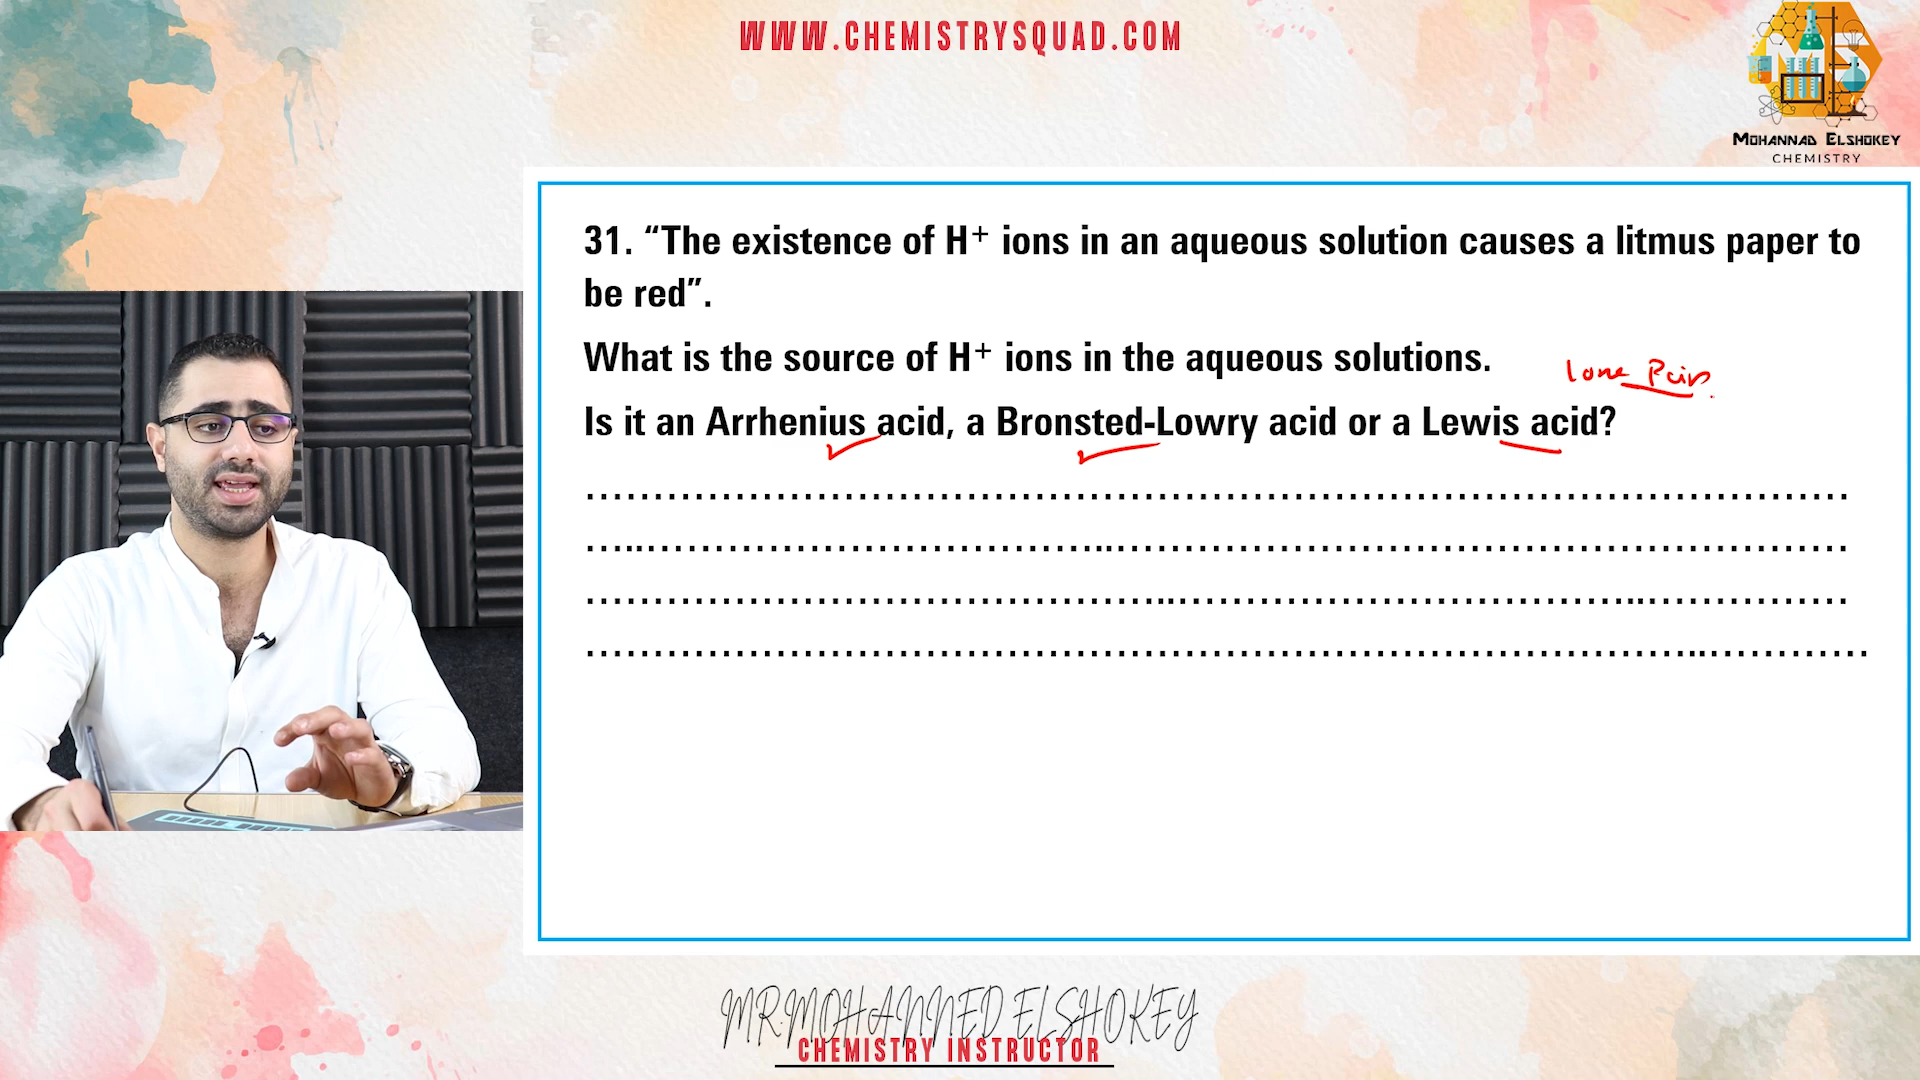 WWW.CHEMISTRYSQUAD.COM
MS
MOHANNAD ELSHOKEY
CHEMISTRY
31. “The existence of H+ ions in an aqueous solution causes a litmus paper to
be red”.
What is the source of H+ ions in the aqueous solutions.
lone Pair
Is it an Arrhenius acid, a Bronsted-Lowry acid or a Lewis acid?
MR.MOHANNED ELSHOKEY
CHEMISTRY INSTRUCTOR